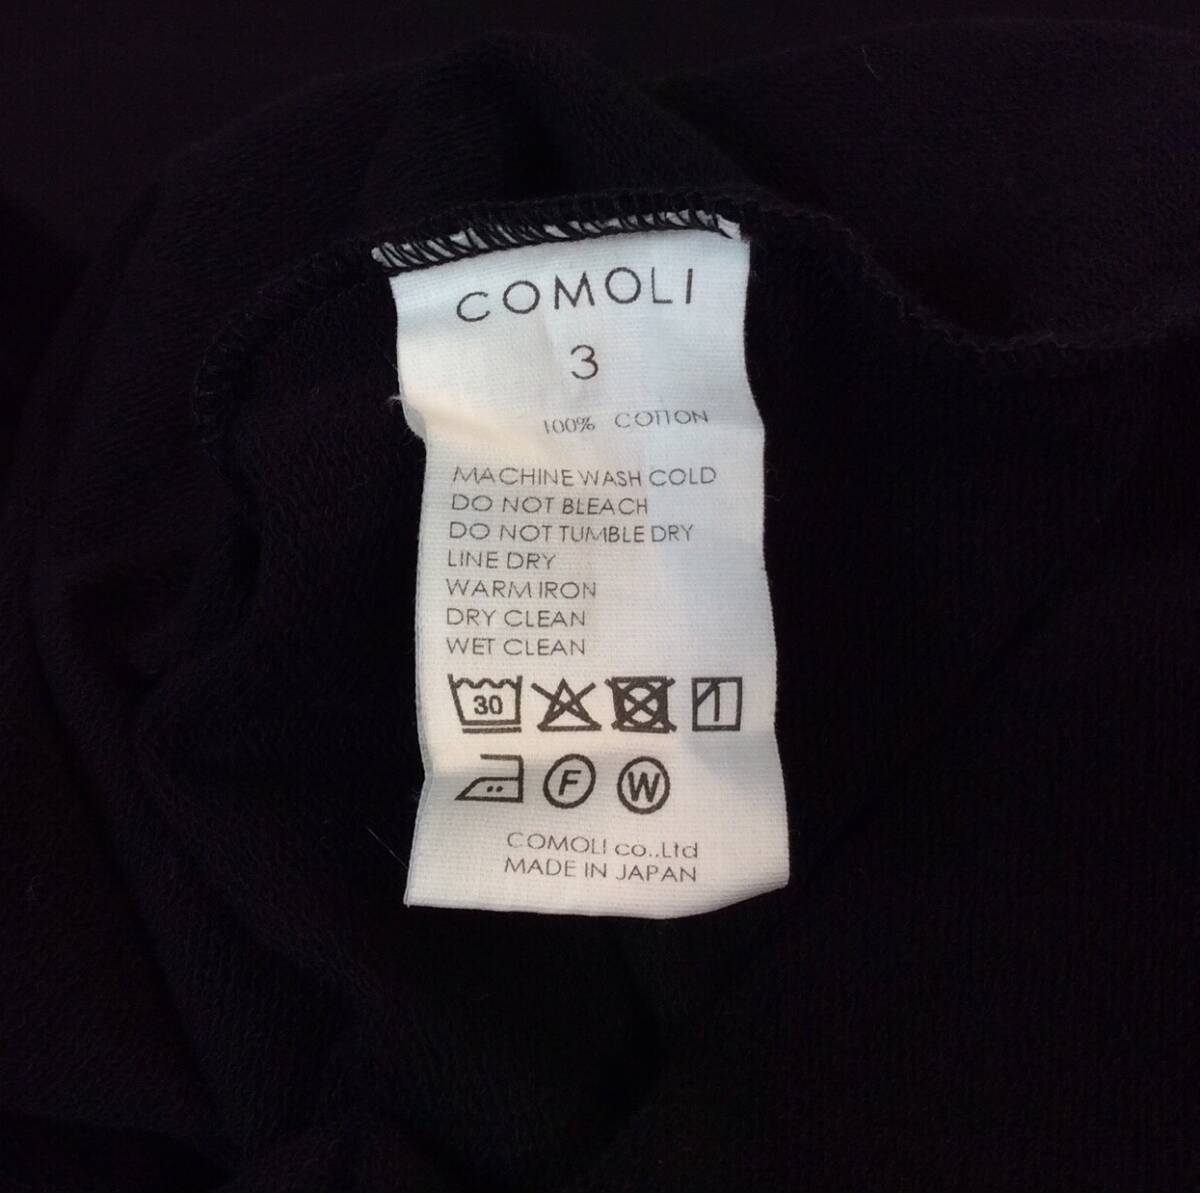 COMOLI
3
100% COTTON
MACHINE WASH COLD
DO NOT BLEACH
DO NOT TUMBLE DRY
LINE DRY
WARM IRON
DRY CLEAN
WET CLEAN
30
F W
COMOLI co.,Ltd
MADE IN JAPAN